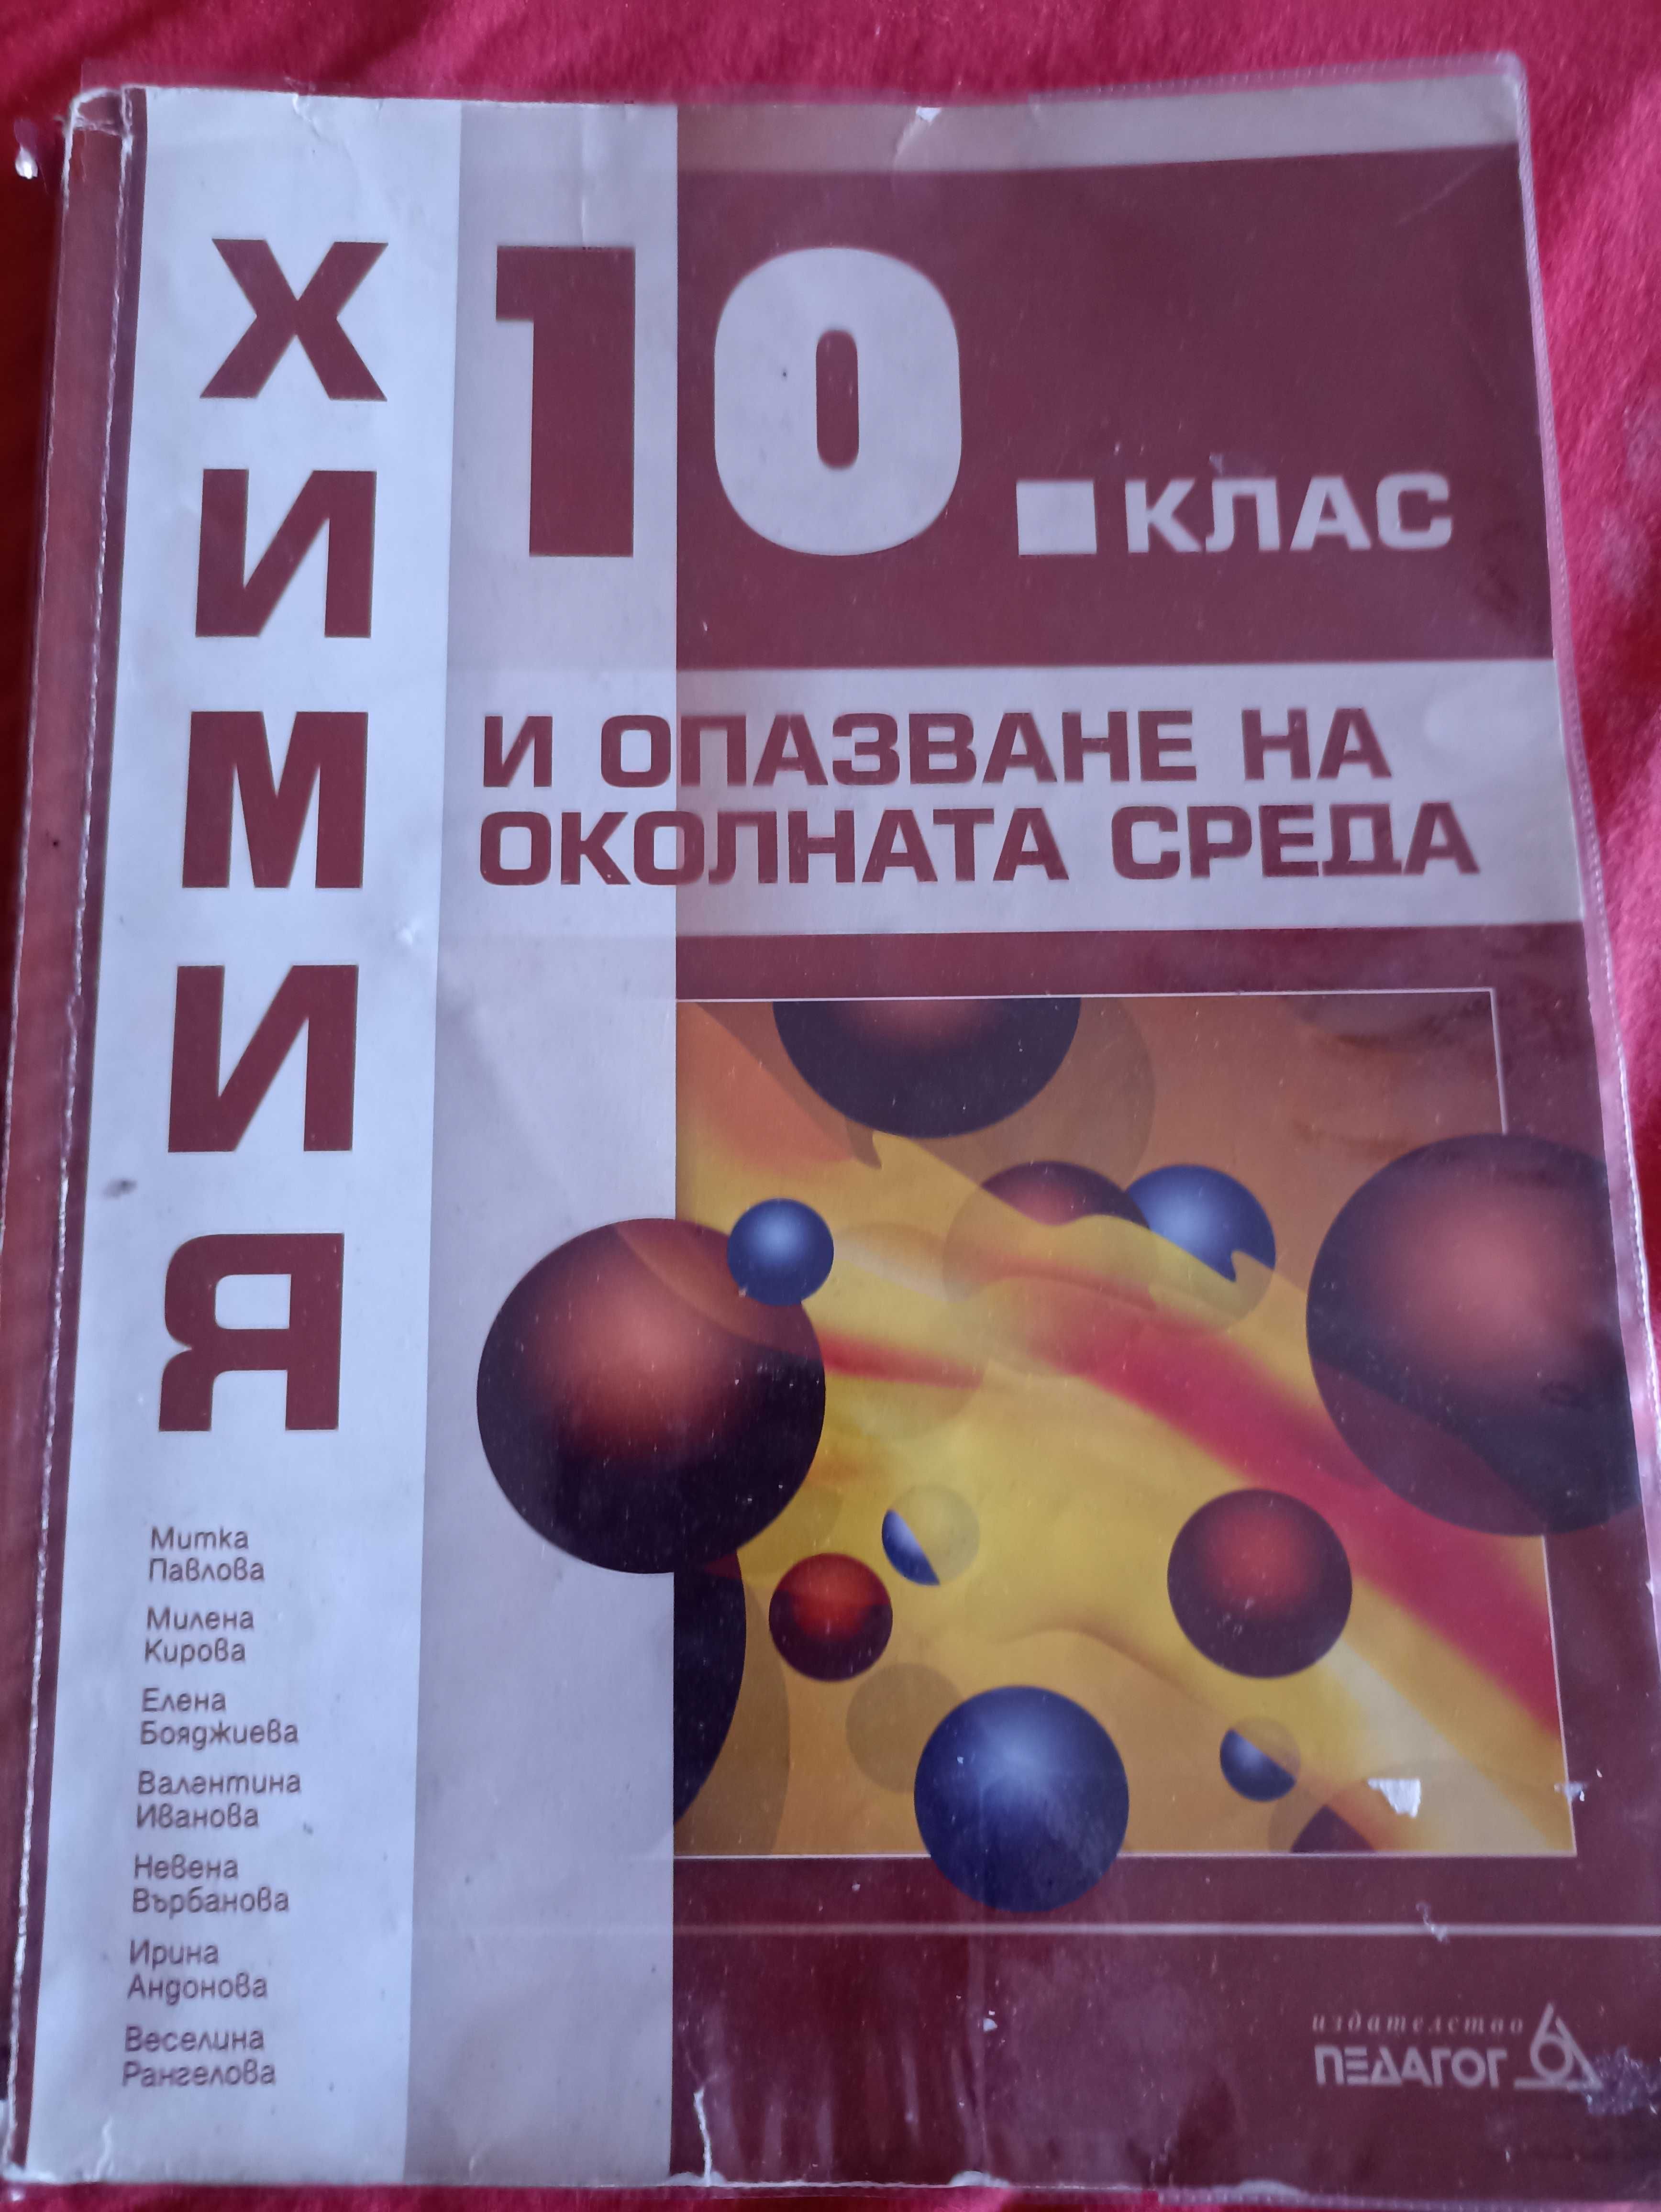 ХИМИЯ
10. КЛАС
И ОПАЗВАНЕ НА
ОКОЛНАТА СРЕДА
Митка
Павлова
Милена
Кирова
Елена
Бояджиева
Валентина
Иванова
Невена
Върбанова
Ирина
Андонова
Веселина
Рангелова
издателство
ПЕДАГОГ 6